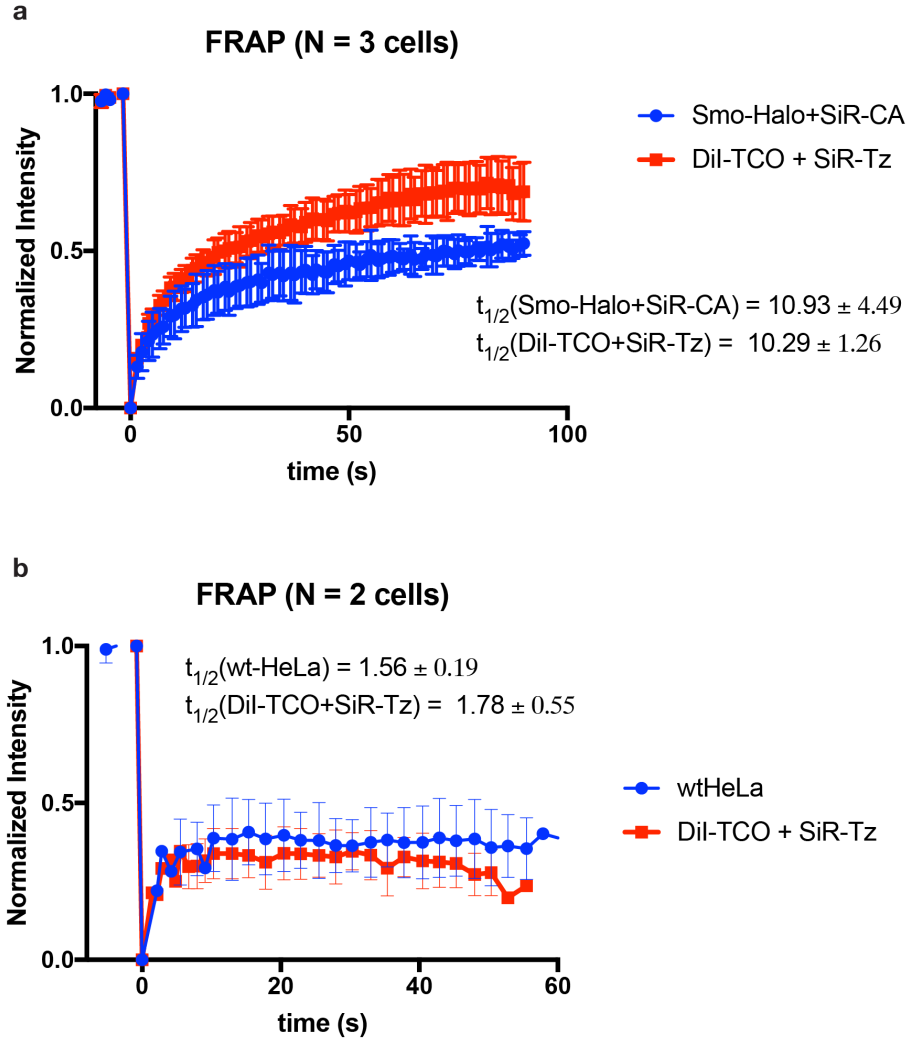 a
FRAP (N = 3 cells)
Normalized Intensity
1.0
0.5
0.0
0
50
100
time (s)
Smo-Halo+SiR-CA
DiI-TCO + SiR-Tz
t1/2(Smo-Halo+SiR-CA) = 10.93 ± 4.49
t1/2(DiI-TCO+SiR-Tz) = 10.29 ± 1.26
b
FRAP (N = 2 cells)
Normalized Intensity
1.0
0.5
0.0
0
20
40
60
time (s)
t1/2(wt-HeLa) = 1.56 ± 0.19
t1/2(DiI-TCO+SiR-Tz) = 1.78 ± 0.55
wtHeLa
DiI-TCO + SiR-Tz